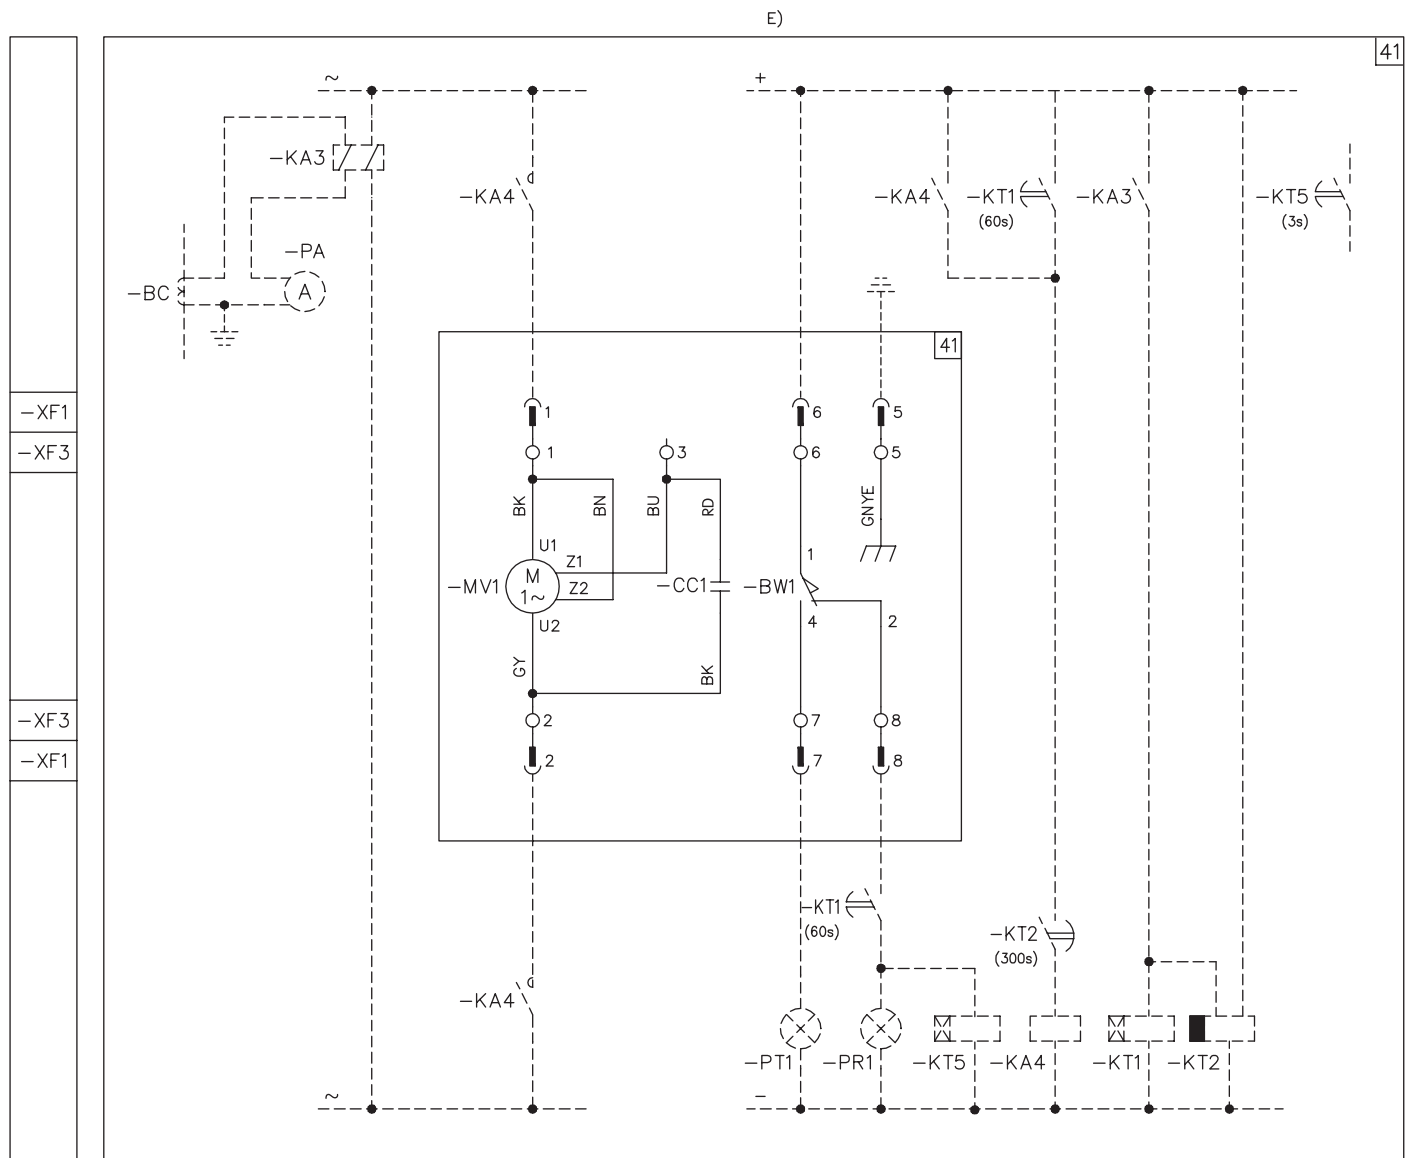 E)
41
~
+
-KA3
-KA4
-KA4
-KT1
(60s)
-KA3
-KT5
(3s)
-PA
-BC
A
41
-XF1
1
6
5
-XF3
1
3
6
5
BK
BN
BU
RD
GNYE
U1
Z1
1
-MV1
M
1~
Z2
-CC1
-BW1
U2
4
2
GY
BK
-XF3
2
7
8
-XF1
2
7
8
-KT1
(60s)
-KT2
(300s)
-KA4
-PT1
-PR1
-KT5
-KA4
-KT1
-KT2
~
-